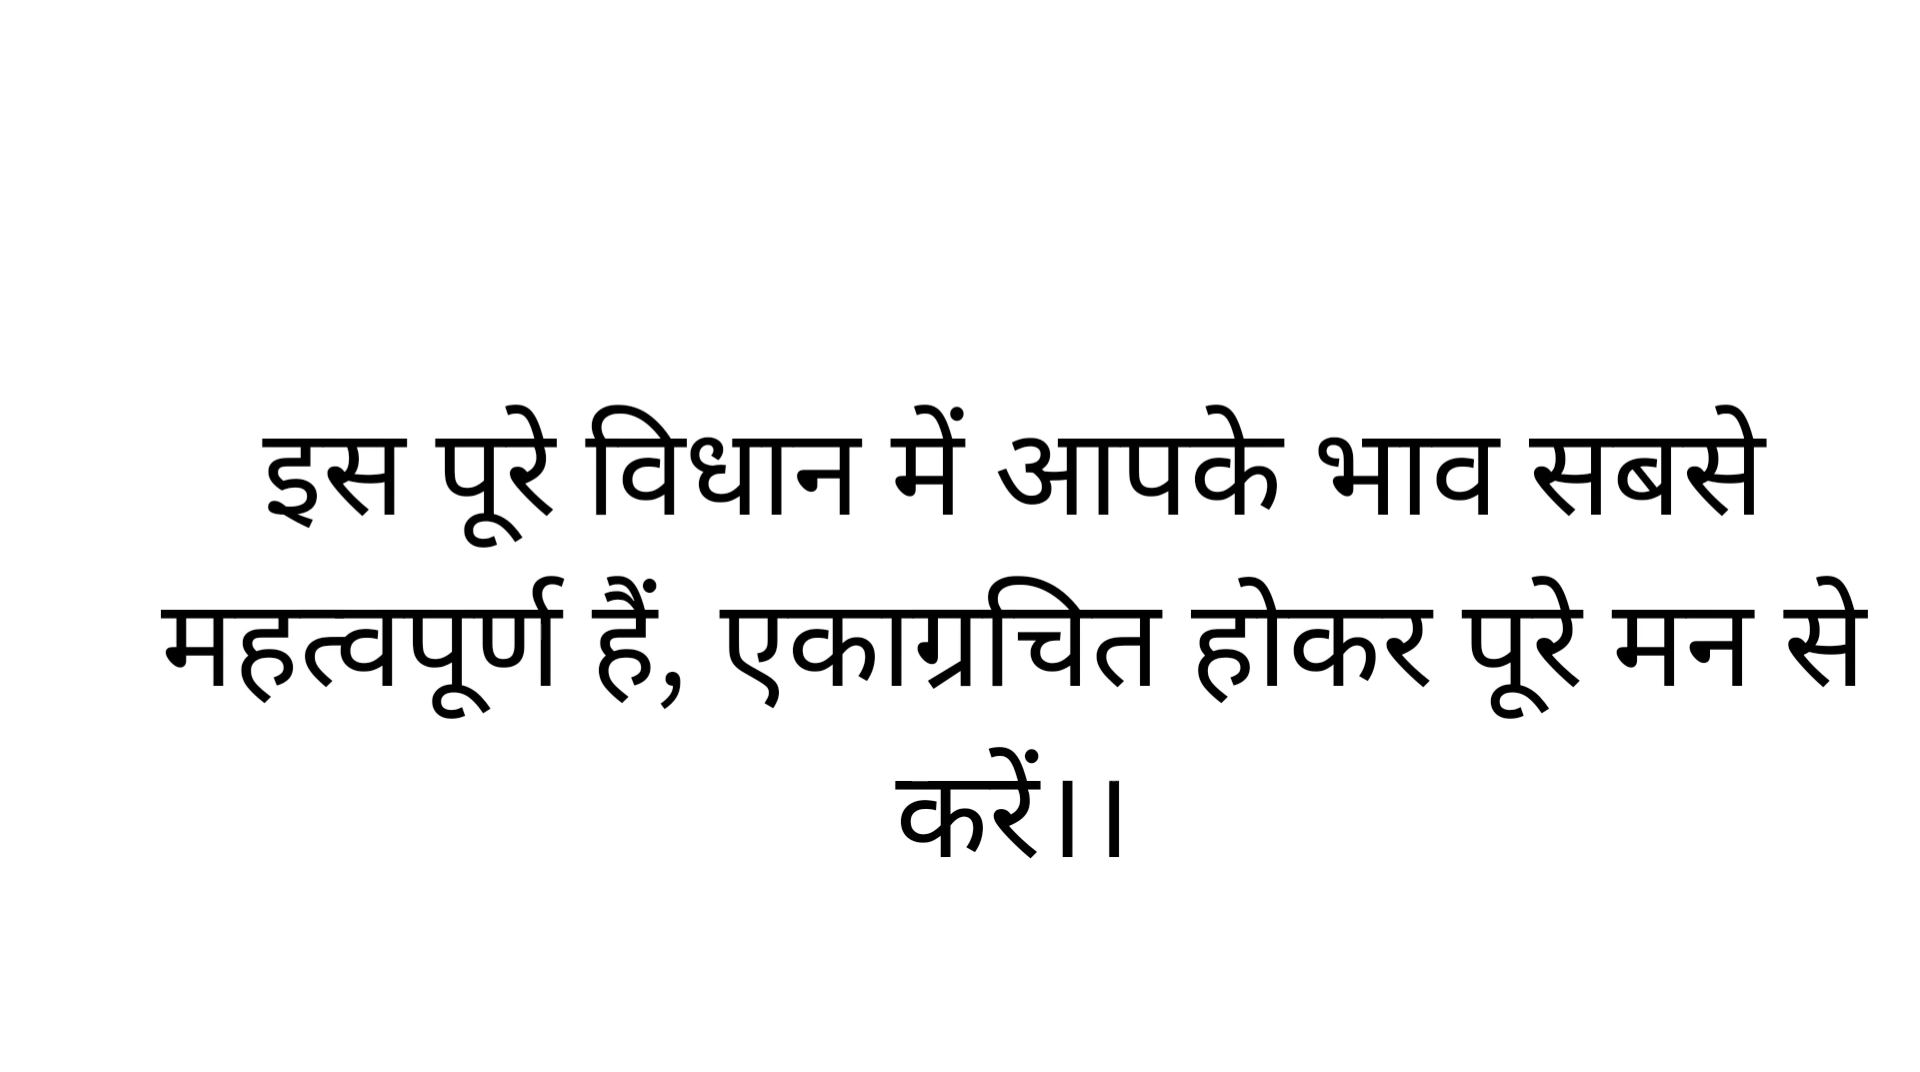 इस पूरे विधान में आपके भाव सबसे
महत्वपूर्ण हैं, एकाग्रचित होकर पूरे मन से
करें।।